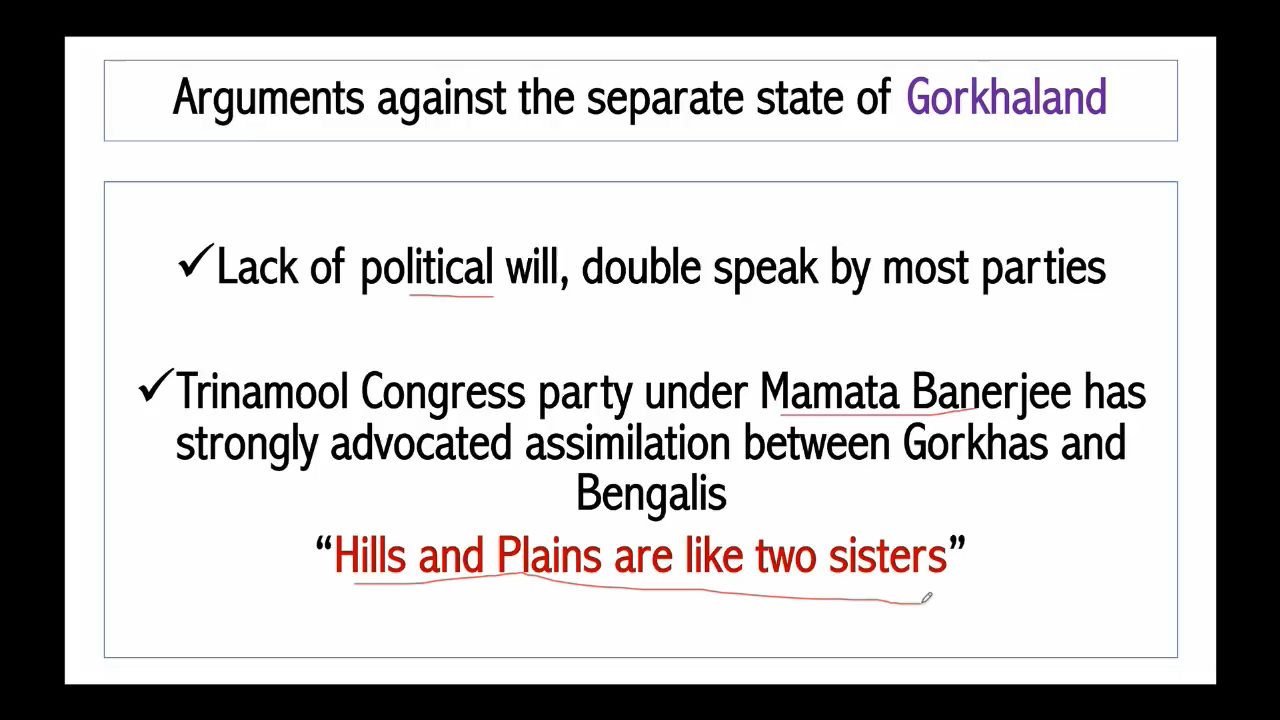 Arguments against the separate state of Gorkhaland
✓Lack of political will, double speak by most parties
✓Trinamool Congress party under Mamata Banerjee has
strongly advocated assimilation between Gorkhas and
Bengalis
“Hills and Plains are like two sisters”